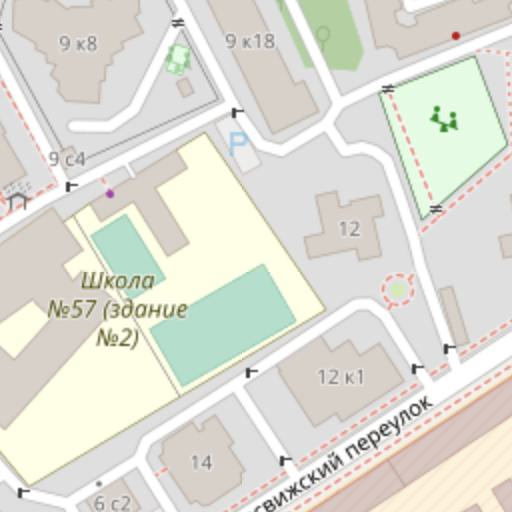 9 к8
9 к18
P
9 с4
12
Школа
№57 (здание
№2)
12 к1
14
6 с2
свижский переулок